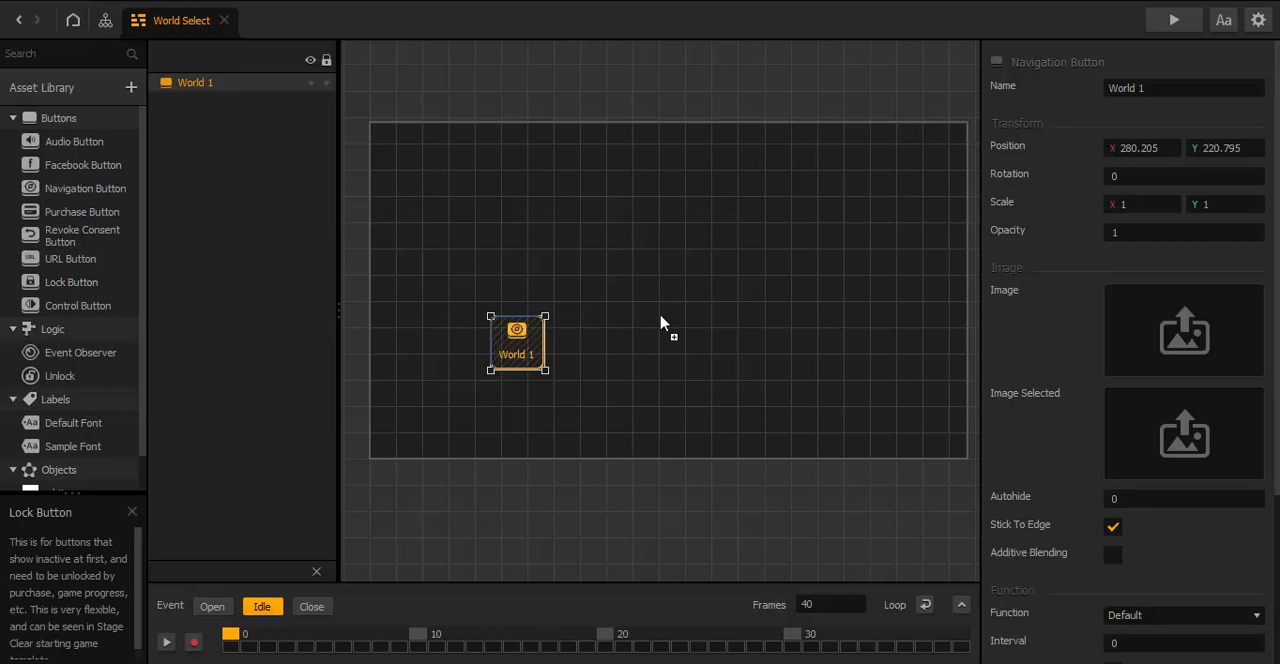 World Select
Aa
Search
Asset Library
Buttons
Audio Button
Facebook Button
Navigation Button
Purchase Button
Revoke Consent
Button
URL
URL Button
Lock Button
Control Button
Logic
Event Observer
Unlock
Labels
Aa Default Font
Aa Sample Font
Objects
Lock Button
This is for buttons that
show inactive at first, and
need to be unlocked by
purchase, game progress,
etc. This is very flexible,
and can be seen in Stage
Clear starting game
World 1
World 1
Navigation Button
Name World 1
Transform
Position X 280.205 Y 220.795
Rotation 0
Scale X 1 Y 1
Opacity 1
Image
Image
Image Selected
Autohide 0
Stick To Edge
Additive Blending
Function
Function Default
Interval 0
Event Open Idle Close Frames 40 Loop
0 10 20 30